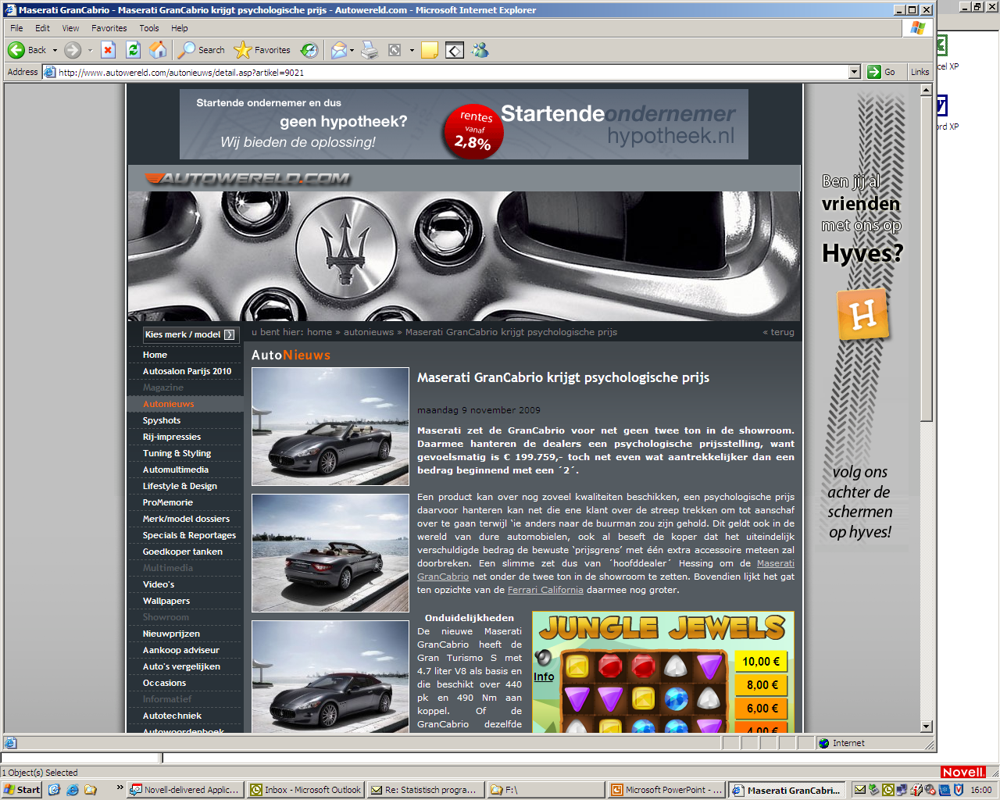 Maserati GranCabrio - Maserati GranCabrio krijgt psychologische prijs - Autowereld.com - Microsoft Internet Explorer
File Edit View Favorites Tools Help
Back Search Favorites
Address http://www.autowereld.com/autonieuws/detail.asp?artikel=9021 Go Links
Startende ondernemer en dus
geen hypotheek?
Wij bieden de oplossing!
rentes
vanaf
2,8%
Startendeondernemer
hypotheek.nl
AUTOWERELD.COM
Kies merk / model
Home
Autosalon Parijs 2010
Magazine
Autonieuws
Spyshots
Rij-impressies
Tuning & Styling
Automultimedia
Lifestyle & Design
ProMemorie
Merk/model dossiers
Specials & Reportages
Goedkoper tanken
Multimedia
Video's
Wallpapers
Showroom
Nieuwprijzen
Aankoop adviseur
Auto's vergelijken
Occasions
Informatief
Autotechniek
Autowoordenboek
u bent hier: home » autonieuws » Maserati GranCabrio krijgt psychologische prijs « terug
AutoNieuws
Maserati GranCabrio krijgt psychologische prijs
maandag 9 november 2009
Maserati zet de GranCabrio voor net geen twee ton in de showroom.
Daarmee hanteren de dealers een psychologische prijsstelling, want
gevoelsmatig is € 199.759,- toch net even wat aantrekkelijker dan een
bedrag beginnend met een ´2´.
Een product kan over nog zoveel kwaliteiten beschikken, een psychologische prijs
daarvoor hanteren kan net die ene klant over de streep trekken om tot aanschaf
over te gaan terwijl 'ie anders naar de buurman zou zijn gehold. Dit geldt ook in de
wereld van dure automobielen, ook al beseft de koper dat het uiteindelijk
verschuldigde bedrag de bewuste 'prijsgrens' met één extra accessoire meteen zal
doorbreken. Een slimme zet dus van ´hoofddealer´ Hessing om de Maserati
GranCabrio net onder de twee ton in de showroom te zetten. Bovendien lijkt het gat
ten opzichte van de Ferrari California daarmee nog groter.
Onduidelijkheden
De nieuwe Maserati
GranCabrio heeft de
Gran Turismo S met
4.7 liter V8 als basis en
die beschikt over 440
pk en 490 Nm aan
koppel. Of de
GranCabrio dezelfde
JUNGLE JEWELS
Info
10,00 €
8,00 €
6,00 €
4,00 €
Ben jij al
vrienden
met ons op
Hyves?
H
volg ons
achter de
schermen
op hyves!
cel XP
ord XP
Internet
1 Object(s) Selected
Novell.
Start
Novell-delivered Applic...
Inbox - Microsoft Outlook
Re: Statistisch progra...
F:\
Microsoft PowerPoint - ...
Maserati GranCabri...
16:00